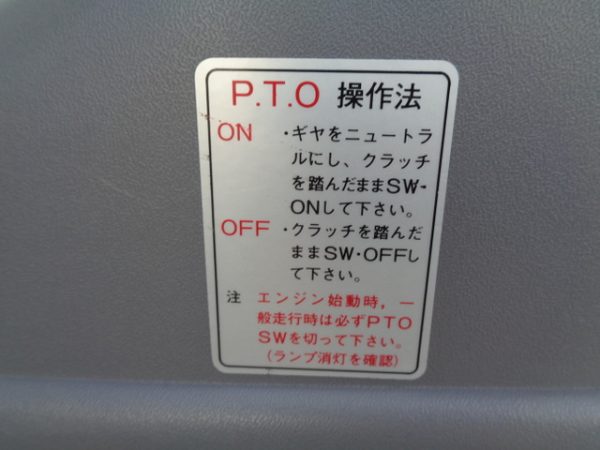 P.T.O 操作法
ON ・ギヤをニュートラ
ルにし、クラッチ
を踏んだままSW・
ONして下さい。
OFF ・クラッチを踏んだ
ままSW・OFFし
て下さい。
注 エンジン始動時,一
般走行時は必ずPTO
SWを切って下さい。
(ランプ消灯を確認)